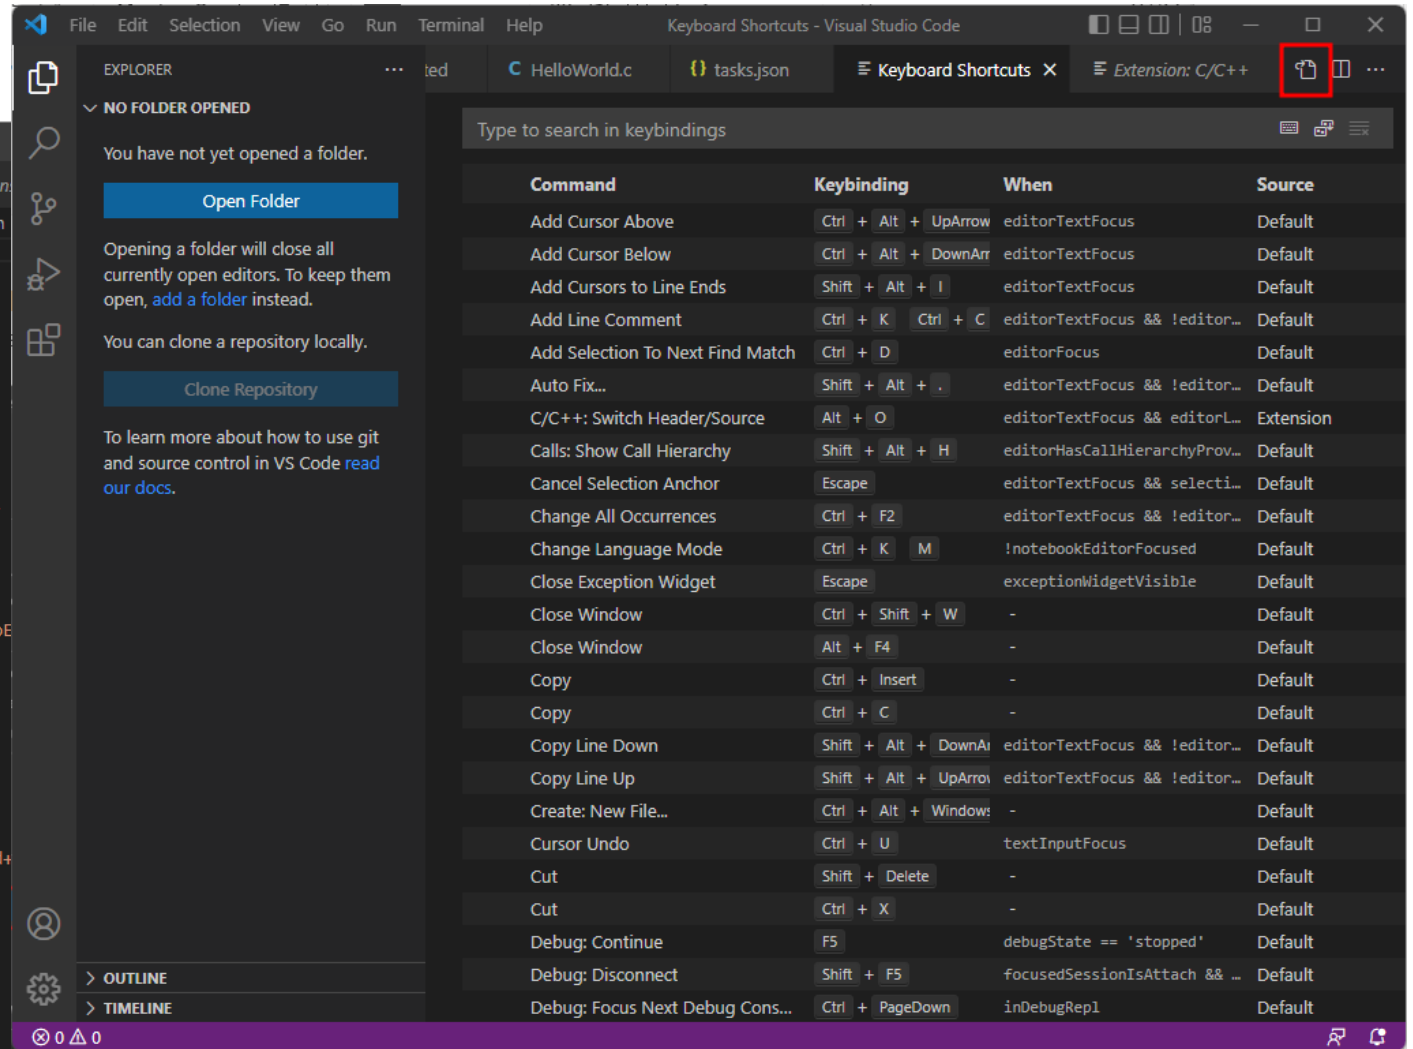 File Edit Selection View Go Run Terminal Help Keyboard Shortcuts - Visual Studio Code
EXPLORER
ted HelloWorld.c tasks.json Keyboard Shortcuts Extension: C/C++
NO FOLDER OPENED
You have not yet opened a folder.
Open Folder
Opening a folder will close all
currently open editors. To keep them
open, add a folder instead.
You can clone a repository locally.
Clone Repository
To learn more about how to use git
and source control in VS Code read
our docs.
OUTLINE
TIMELINE
Type to search in keybindings
Command Keybinding When Source
Add Cursor Above Ctrl + Alt + UpArrow editorTextFocus Default
Add Cursor Below Ctrl + Alt + DownArr editorTextFocus Default
Add Cursors to Line Ends Shift + Alt + I editorTextFocus Default
Add Line Comment Ctrl + K Ctrl + C editorTextFocus && !editor... Default
Add Selection To Next Find Match Ctrl + D editorFocus Default
Auto Fix... Shift + Alt + . editorTextFocus && !editor... Default
C/C++: Switch Header/Source Alt + O editorTextFocus && editorL... Extension
Calls: Show Call Hierarchy Shift + Alt + H editorHasCallHierarchyProv... Default
Cancel Selection Anchor Escape editorTextFocus && selecti... Default
Change All Occurrences Ctrl + F2 editorTextFocus && !editor... Default
Change Language Mode Ctrl + K M !notebookEditorFocused Default
Close Exception Widget Escape exceptionWidgetVisible Default
Close Window Ctrl + Shift + W - Default
Close Window Alt + F4 - Default
Copy Ctrl + Insert - Default
Copy Ctrl + C - Default
Copy Line Down Shift + Alt + DownAr editorTextFocus && !editor... Default
Copy Line Up Shift + Alt + UpArrow editorTextFocus && !editor... Default
Create: New File... Ctrl + Alt + Windows - Default
Cursor Undo Ctrl + U textInputFocus Default
Cut Shift + Delete - Default
Cut Ctrl + X - Default
Debug: Continue F5 debugState == 'stopped' Default
Debug: Disconnect Shift + F5 focusedSessionIsAttach && ... Default
Debug: Focus Next Debug Cons... Ctrl + PageDown inDebugRepl Default
0 0